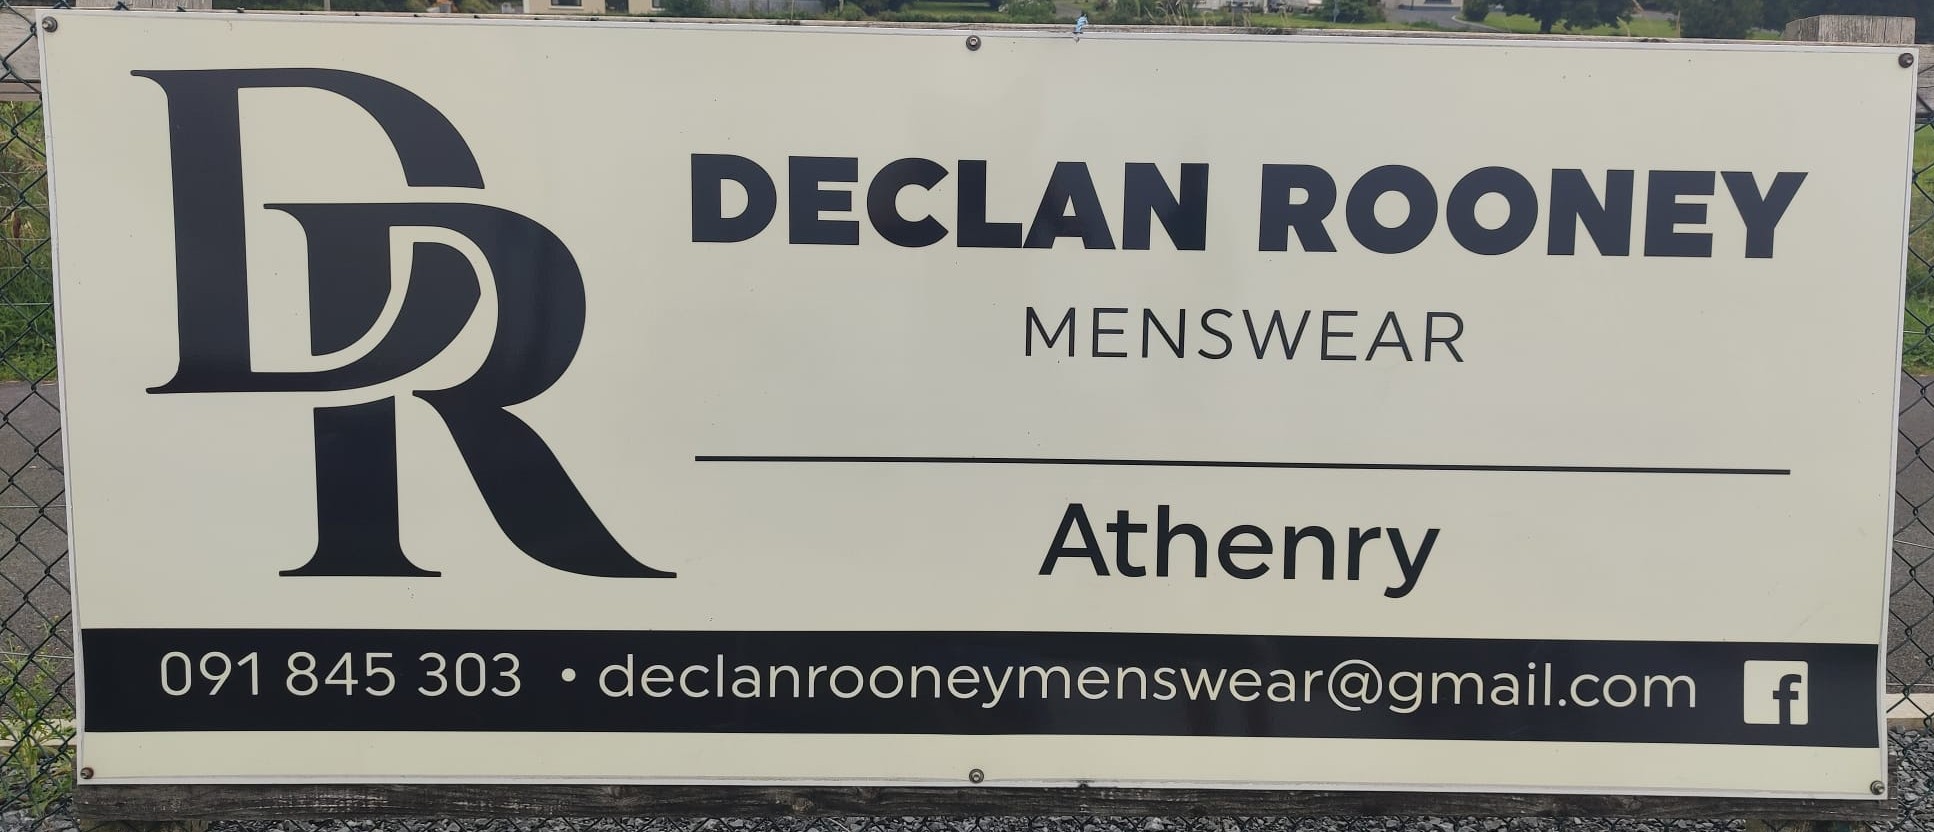 DR
DECLAN ROONEY
MENSWEAR
Athenry
091 845 303 • declanrooneymenswear@gmail.com f